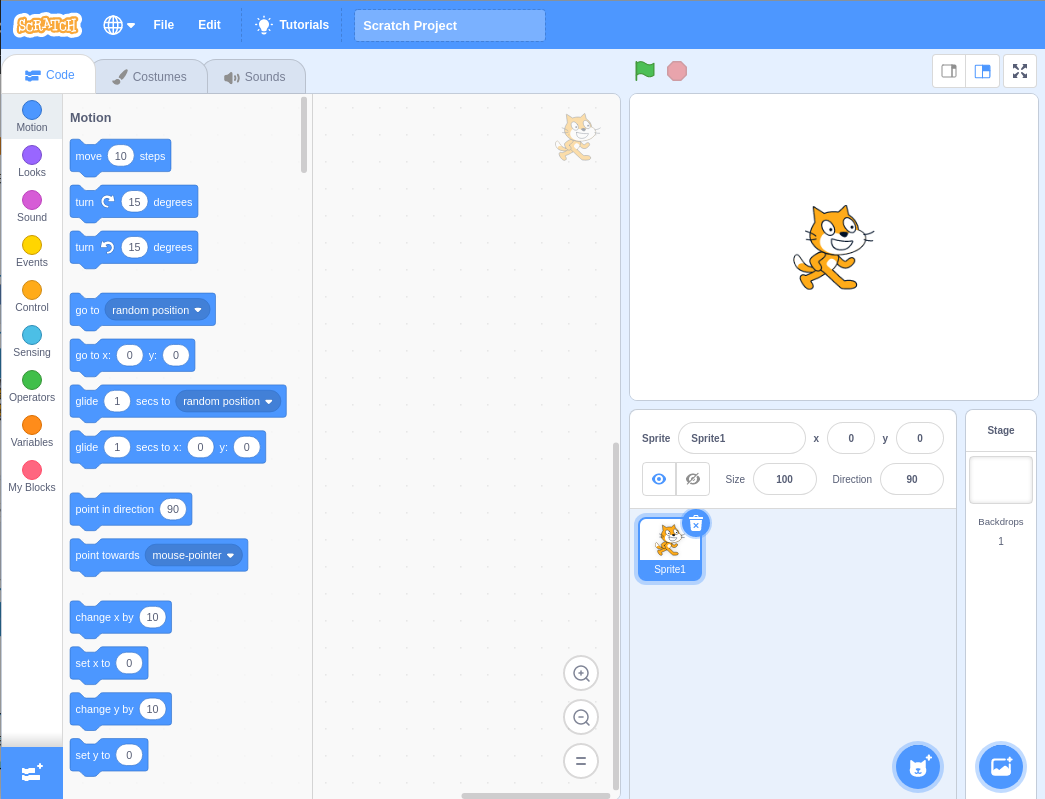 SCRATCH File Edit Tutorials Scratch Project
Code Costumes Sounds
Motion
Looks
Sound
Events
Control
Sensing
Operators
Variables
My Blocks
Motion
move 10 steps
turn 15 degrees
turn 15 degrees
go to random position
go to x: 0 y: 0
glide 1 secs to random position
glide 1 secs to x: 0 y: 0
point in direction 90
point towards mouse-pointer
change x by 10
set x to 0
change y by 10
set y to 0
Sprite Sprite1 x 0 y 0
Size 100 Direction 90
Sprite1
Stage
Backdrops
1